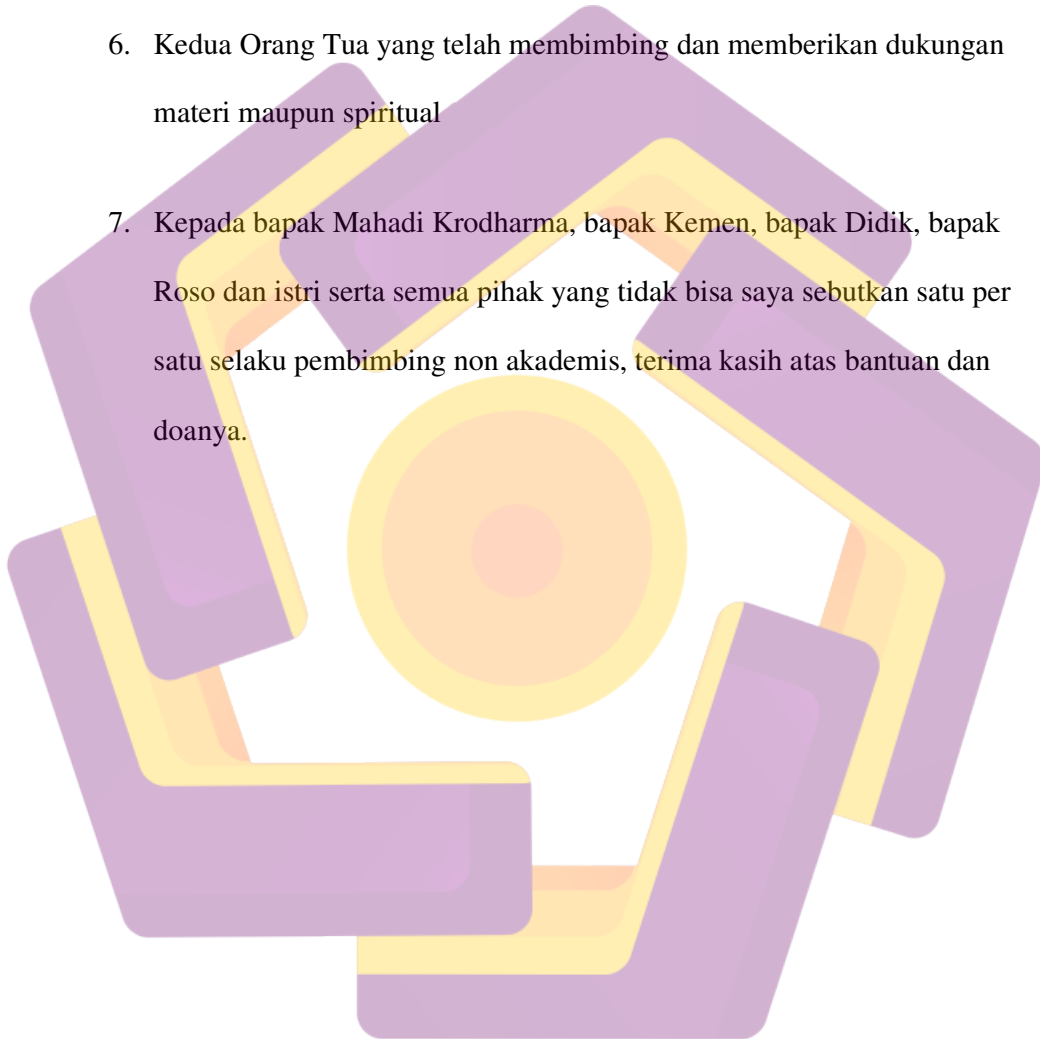 6. Kedua Orang Tua yang telah membimbing dan memberikan dukungan
materi maupun spiritual
7. Kepada bapak Mahadi Krodharma, bapak Kemen, bapak Didik, bapak
Roso dan istri serta semua pihak yang tidak bisa saya sebutkan satu per
satu selaku pembimbing non akademis, terima kasih atas bantuan dan
doanya.